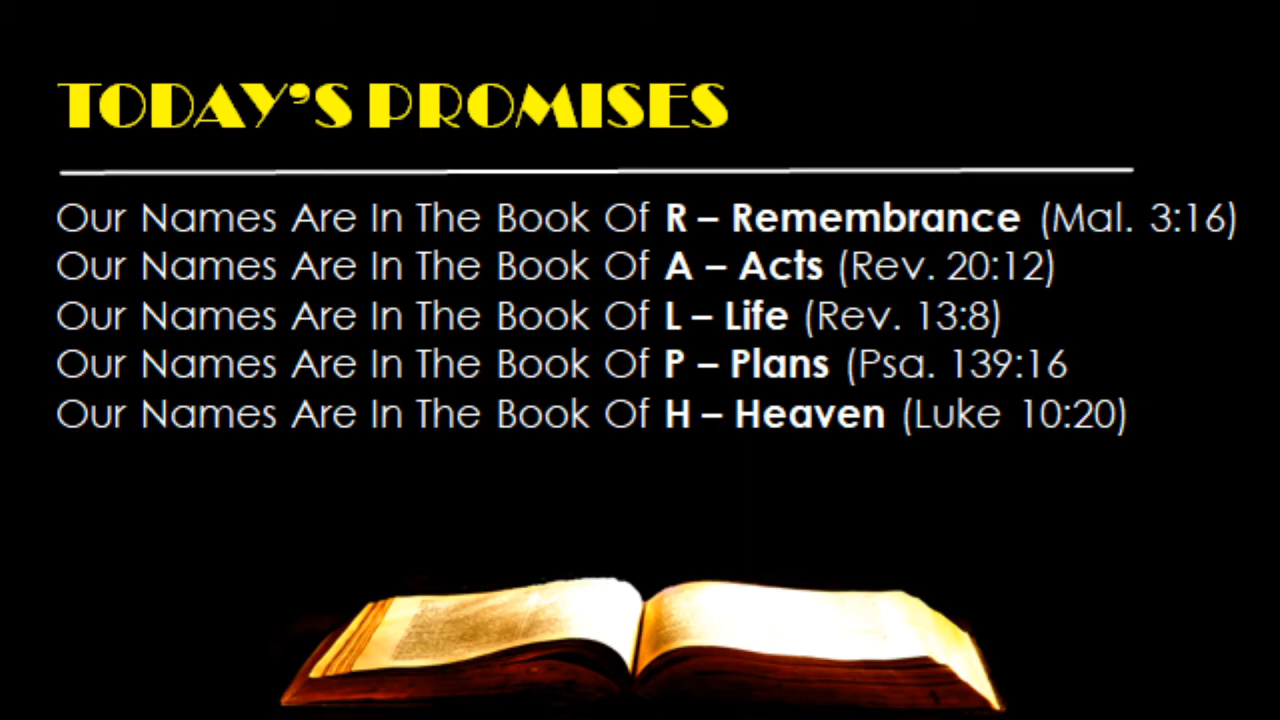 TODAY'S PROMISES
Our Names Are In The Book Of R – Remembrance (Mal. 3:16)
Our Names Are In The Book Of A – Acts (Rev. 20:12)
Our Names Are In The Book Of L – Life (Rev. 13:8)
Our Names Are In The Book Of P – Plans (Psa. 139:16
Our Names Are In The Book Of H – Heaven (Luke 10:20)